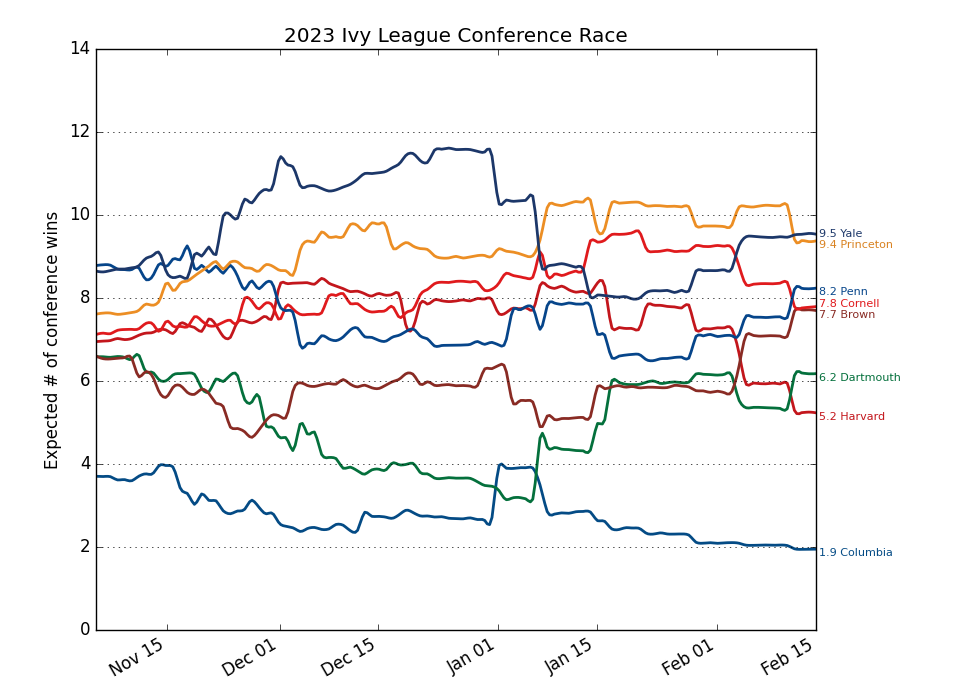 2023 Ivy League Conference Race
Expected # of conference wins
14
12
10
8
6
4
2
0
9.5 Yale
9.4 Princeton
8.2 Penn
7.8 Cornell
7.7 Brown
6.2 Dartmouth
5.2 Harvard
1.9 Columbia
Nov 15
Dec 01
Dec 15
Jan 01
Jan 15
Feb 01
Feb 15